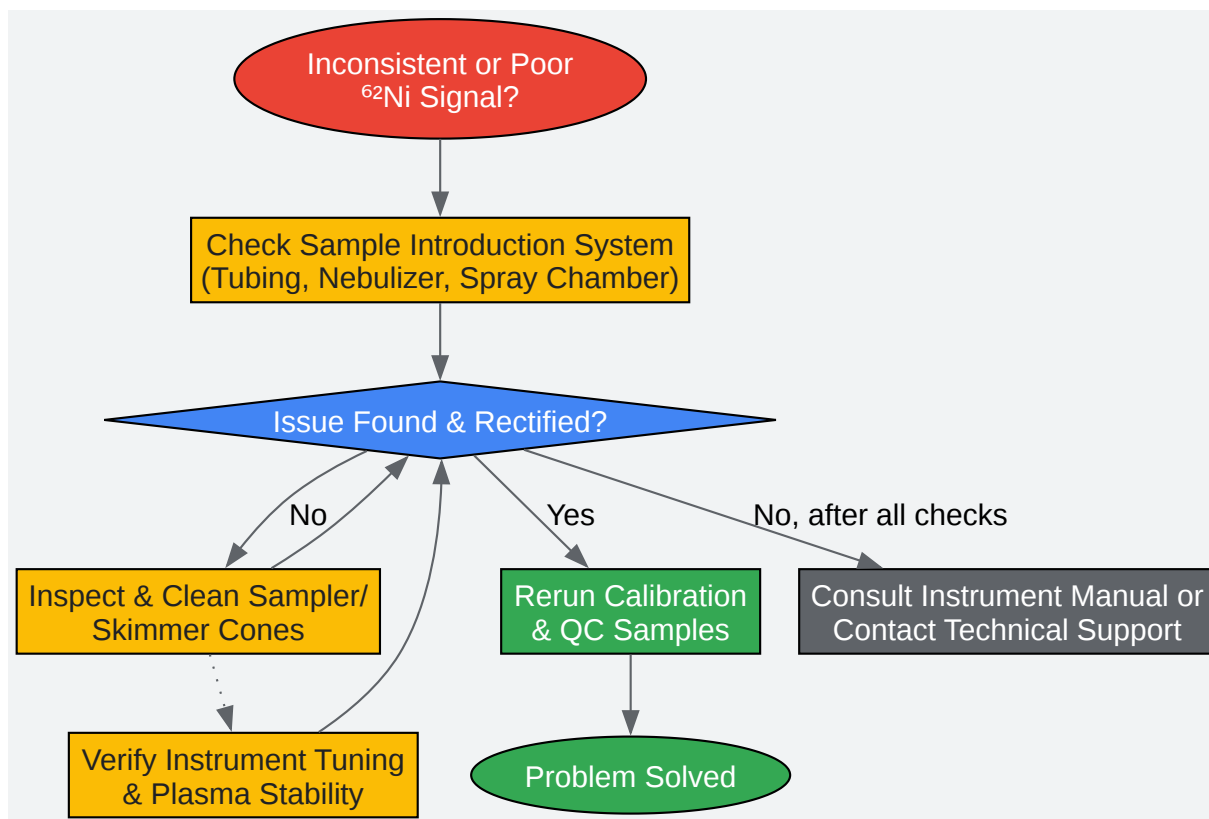 Inconsistent or Poor
⁶²Ni Signal?
Check Sample Introduction System
(Tubing, Nebulizer, Spray Chamber)
Issue Found & Rectified?
No
Yes
No, after all checks
Inspect & Clean Sampler/
Skimmer Cones
Rerun Calibration
& QC Samples
Consult Instrument Manual or
Contact Technical Support
Verify Instrument Tuning
& Plasma Stability
Problem Solved